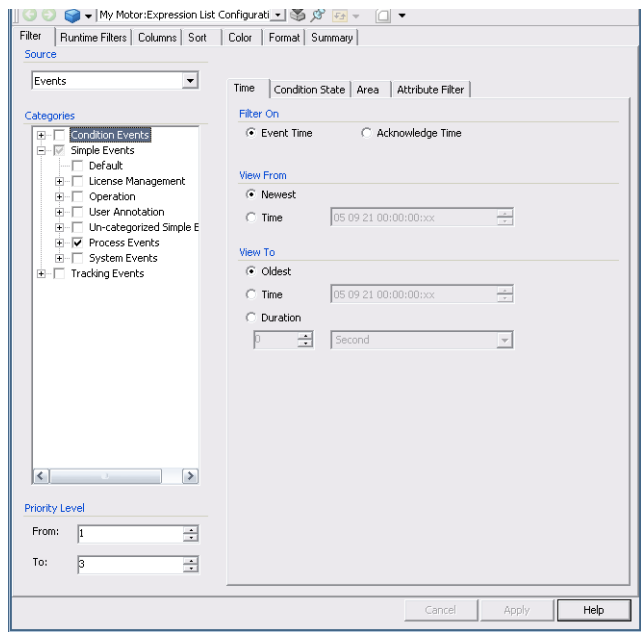 My Motor:Expression List Configurati
Filter Runtime Filters Columns Sort Color Format Summary
Source
Events
Categories
Condition Events
Simple Events
Default
License Management
Operation
User Annotation
Un-categorized Simple E
Process Events
System Events
Tracking Events
Priority Level
From: 1
To: 3
Time Condition State Area Attribute Filter
Filter On
Event Time Acknowledge Time
View From
Newest
Time 05 09 21 00:00:00:xx
View To
Oldest
Time 05 09 21 00:00:00:xx
Duration
0 Second
Cancel Apply Help